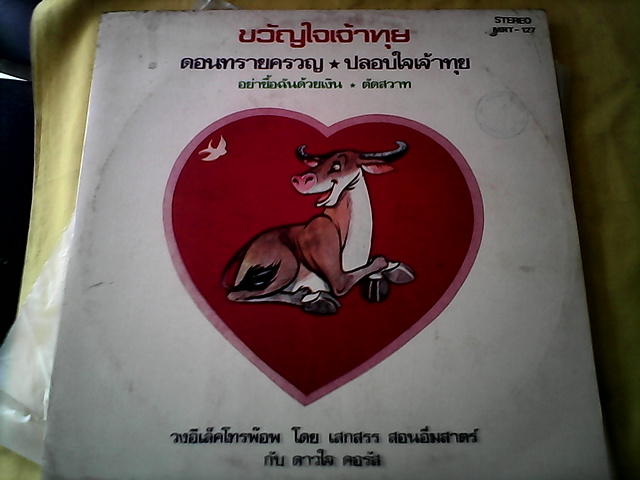 STEREO
MRT-127
ขวัญใจเจ้าทุย
ดอนทรายครวญ ★ ปลอบใจเจ้าทุย
อย่าซื้อฉันด้วยเงิน ★ ตัดสวาท
วงอีเล็คโทรพ๊อพ โดย เสกสรร สอนอิ่มสาตร์
กับ ดาวใจ คอรัส